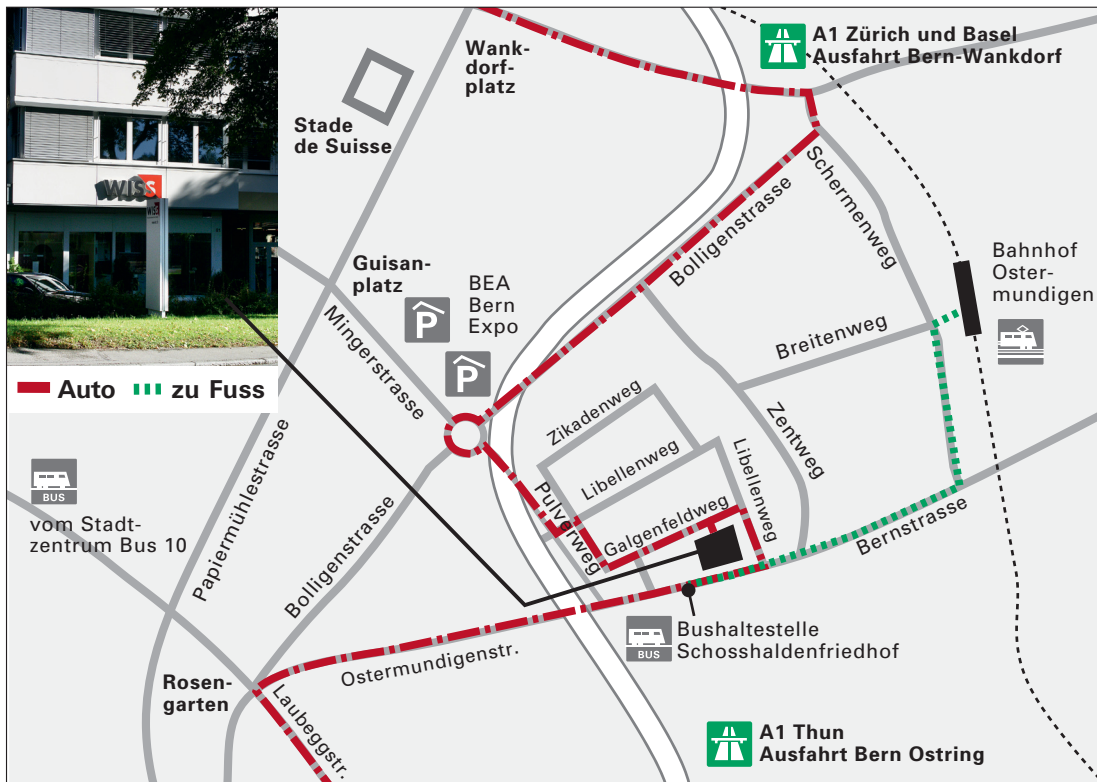 A1 Zürich und Basel
Ausfahrt Bern-Wankdorf
Wank-
dorf-
platz
Stade
de Suisse
WISS
WISS
Schermenweg
Bolligenstrasse
Bahnhof
Oster-
mundigen
Guisan-
platz
BEA
Bern
Expo
P
P
Mingerstrasse
Breitenweg
Auto
zu Fuss
Zikadenweg
Zentweg
Libellenweg
Libellenweg
Papiermühlestrasse
BUS
vom Stadt-
zentrum Bus 10
Pulverweg
Galgenfeldweg
Bernstrasse
Bolligenstrasse
BUS
Bushaltestelle
Schosshaldenfriedhof
Ostermundigenstr.
Rosen-
garten
Laubeggstr.
A1 Thun
Ausfahrt Bern Ostring